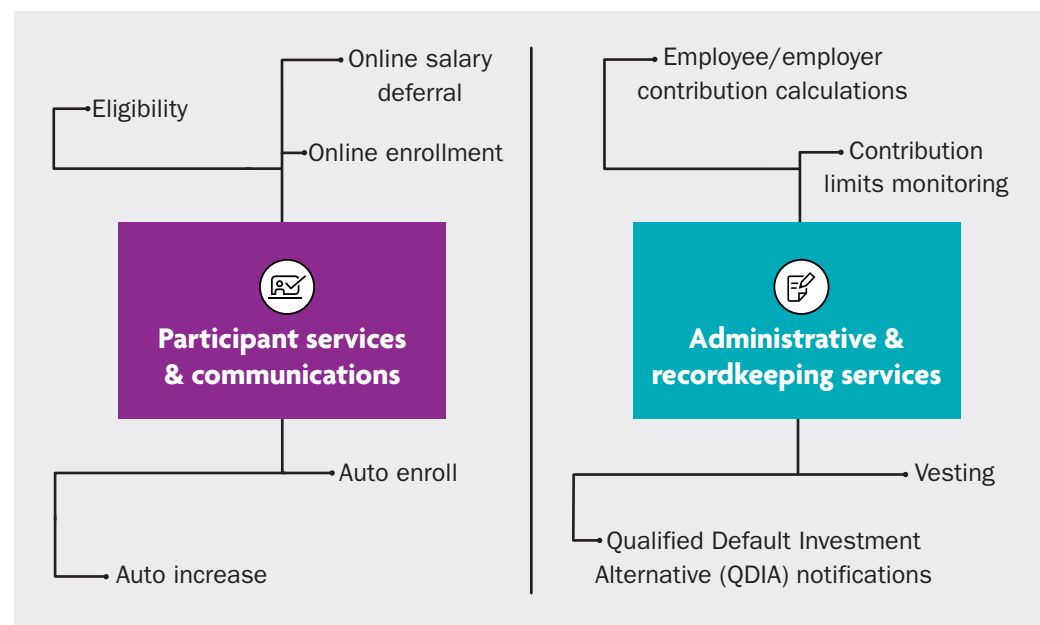 Online salary
deferral
Eligibility
Online enrollment
Participant services
& communications
Auto enroll
Auto increase
Employee/employer
contribution calculations
Contribution
limits monitoring
Administrative &
recordkeeping services
Vesting
Qualified Default Investment
Alternative (QDIA) notifications